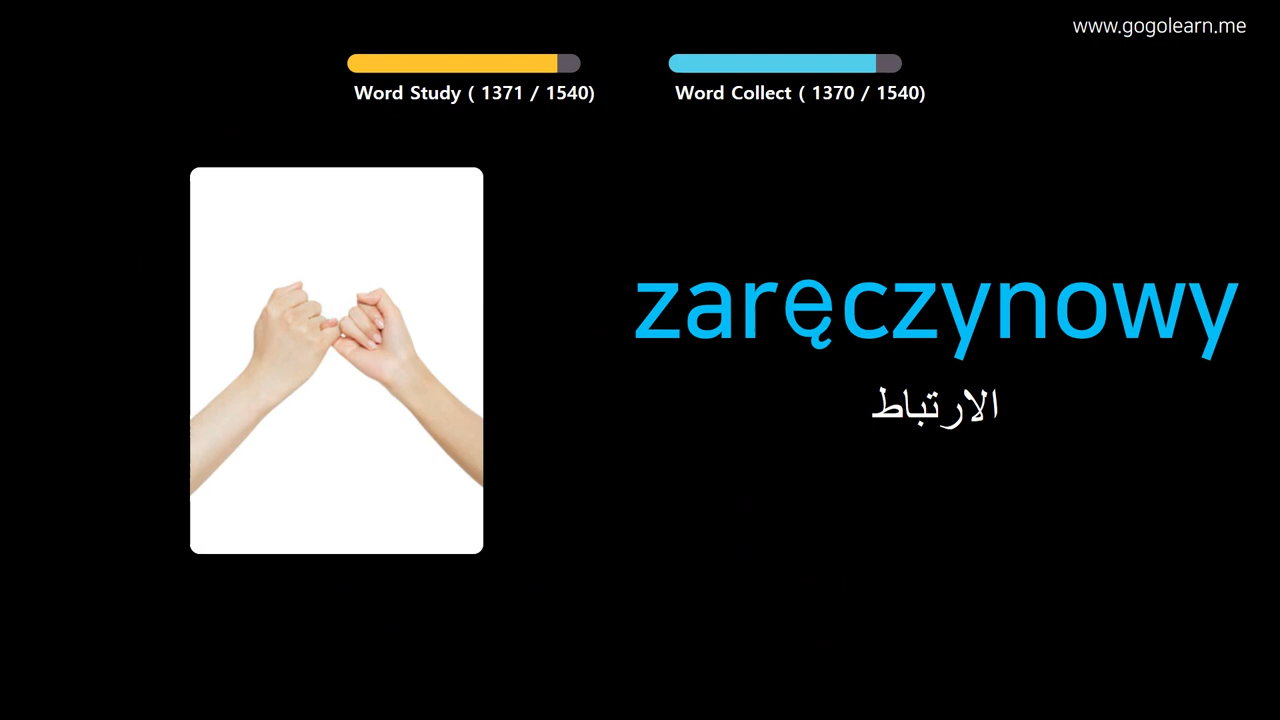 www.gogolearn.me
Word Study ( 1371 / 1540)
Word Collect ( 1370 / 1540)
zaręczynowy
الارتباط